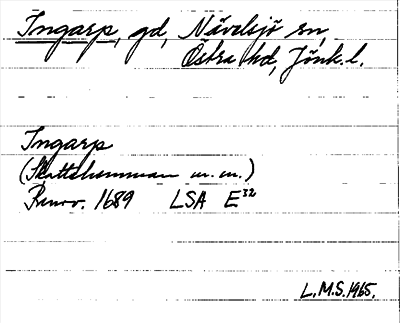 Ingarp, gd, Nävelsjö sn,
Östra hd, Jönk. l.
Ingarp
(Skattehemman m. m.)
Renov. 1689 LSA E32
L.M.S. 1965.